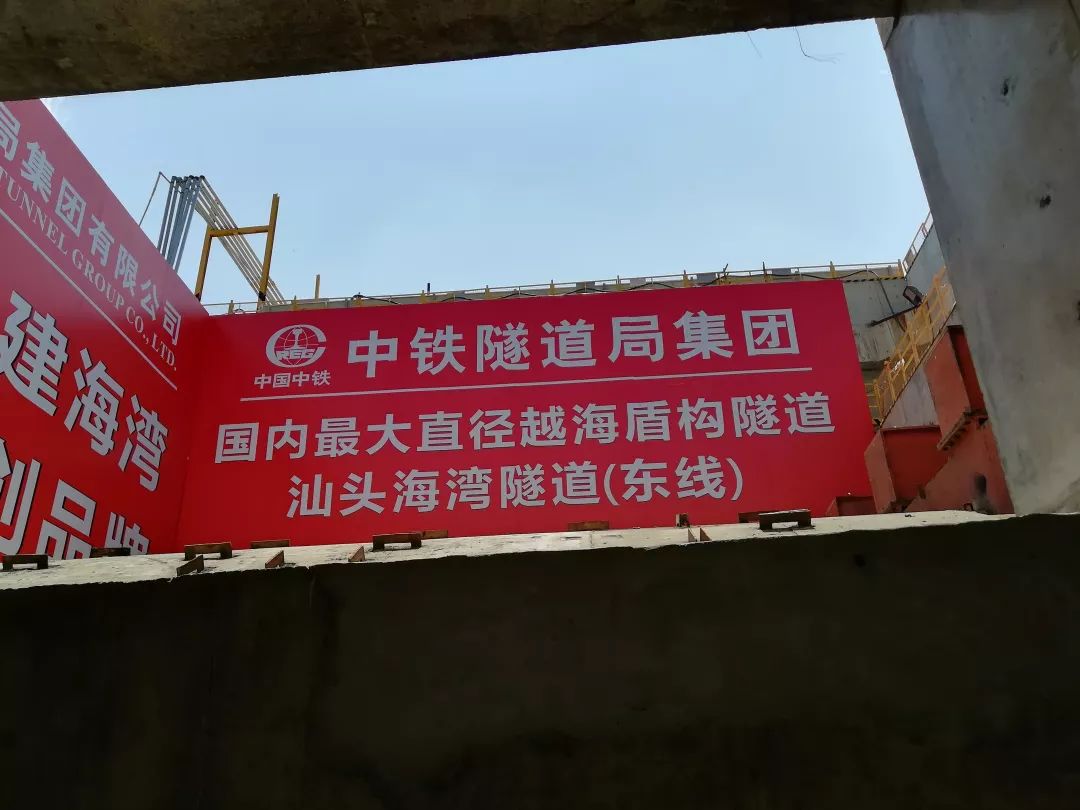 局集团有限公司
TUNNEL GROUP CO., LTD.
建海湾
创品牌
CREC
中国中铁
中铁隧道局集团
国内最大直径越海盾构隧道
汕头海湾隧道(东线)